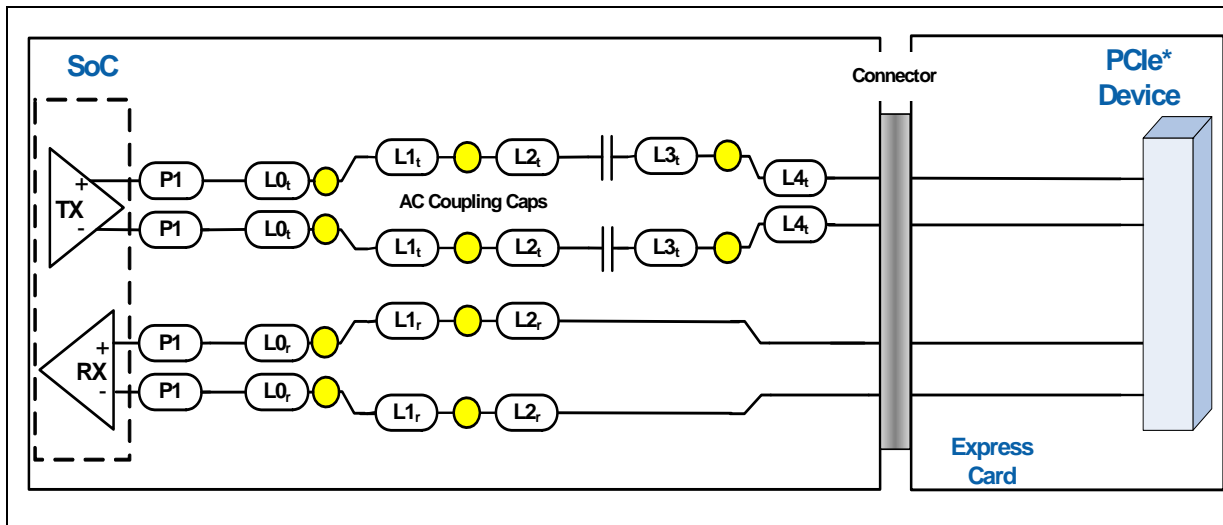 SoC
Connector
PCIe*
Device
L1t L2t L3t
+ P1 L0t L4t
TX AC Coupling Caps
- P1 L0t L4t
L1t L2t L3t
L1r L2r
+ P1 L0r
RX
- P1 L0r
L1r L2r
Express
Card